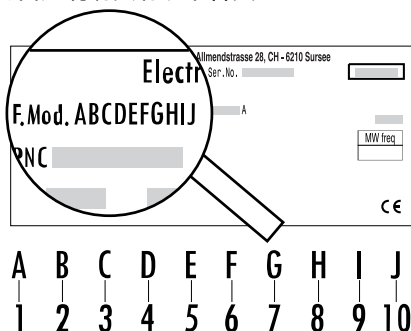 Allmendstrasse 28, CH - 6210 Sursee
Electr Ser.No.
F.Mod. ABCDEFGHIJ A
PNC
MW freq
CE
A B C D E F G H I J
1 2 3 4 5 6 7 8 9 10